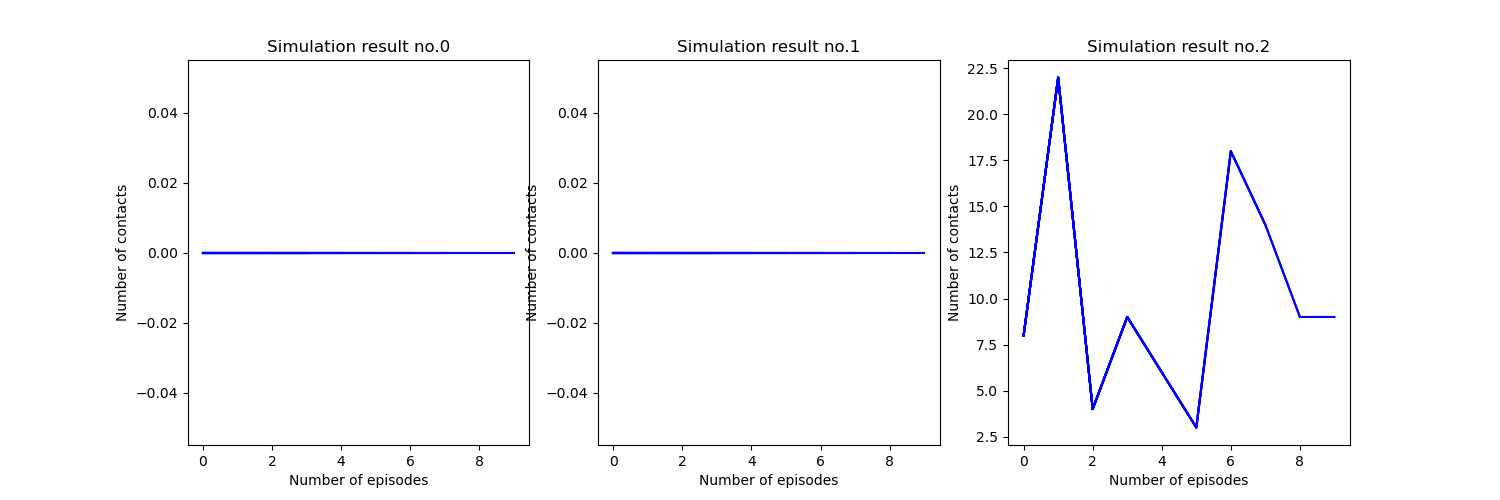 Simulation result no.0
Number of contacts
0.04
0.02
0.00
−0.02
−0.04
0 2 4 6 8
Number of episodes
Simulation result no.1
Number of contacts
0.04
0.02
0.00
−0.02
−0.04
0 2 4 6 8
Number of episodes
Simulation result no.2
Number of contacts
22.5
20.0
17.5
15.0
12.5
10.0
7.5
5.0
2.5
0 2 4 6 8
Number of episodes